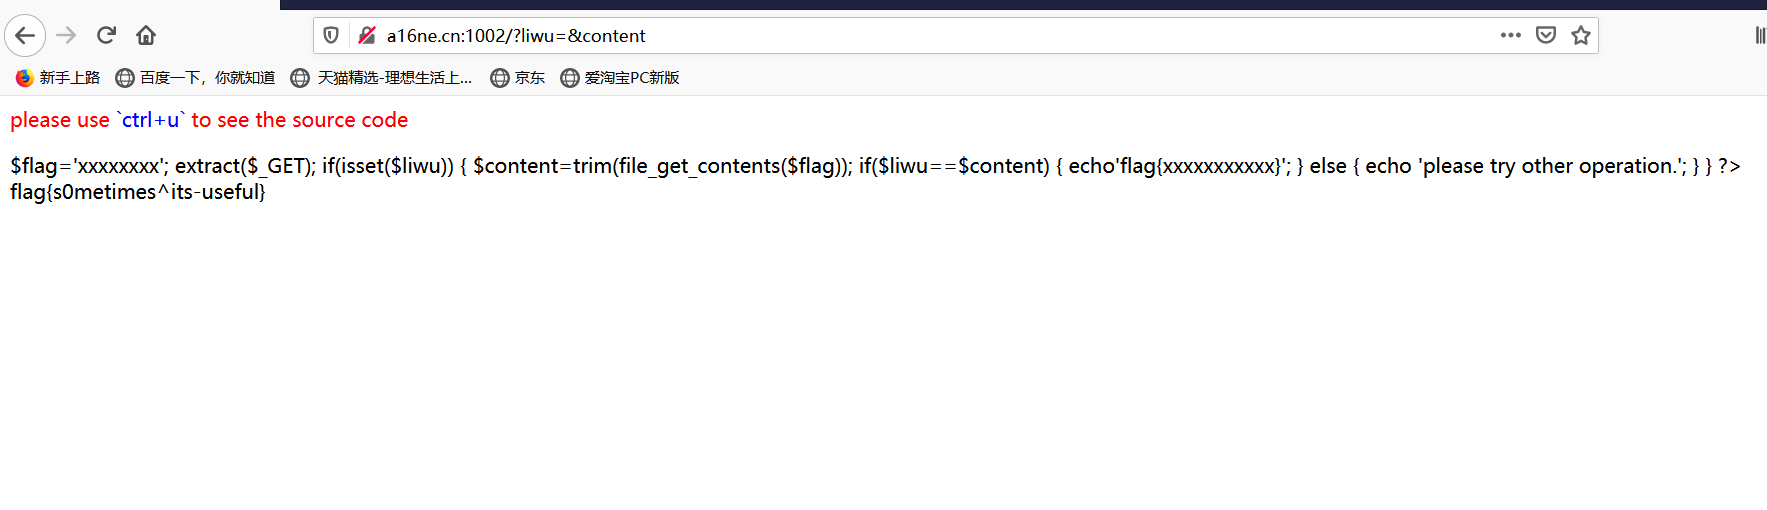 a16ne.cn:1002/?liwu=&content
新手上路 百度一下，你就知道 天猫精选-理想生活上... 京东 爱淘宝PC新版
please use `ctrl+u` to see the source code
$flag='xxxxxxxx'; extract($_GET); if(isset($liwu)) { $content=trim(file_get_contents($flag)); if($liwu==$content) { echo'flag{xxxxxxxxxxx}'; } else { echo 'please try other operation.'; } } ?>
flag{s0metimes^its-useful}